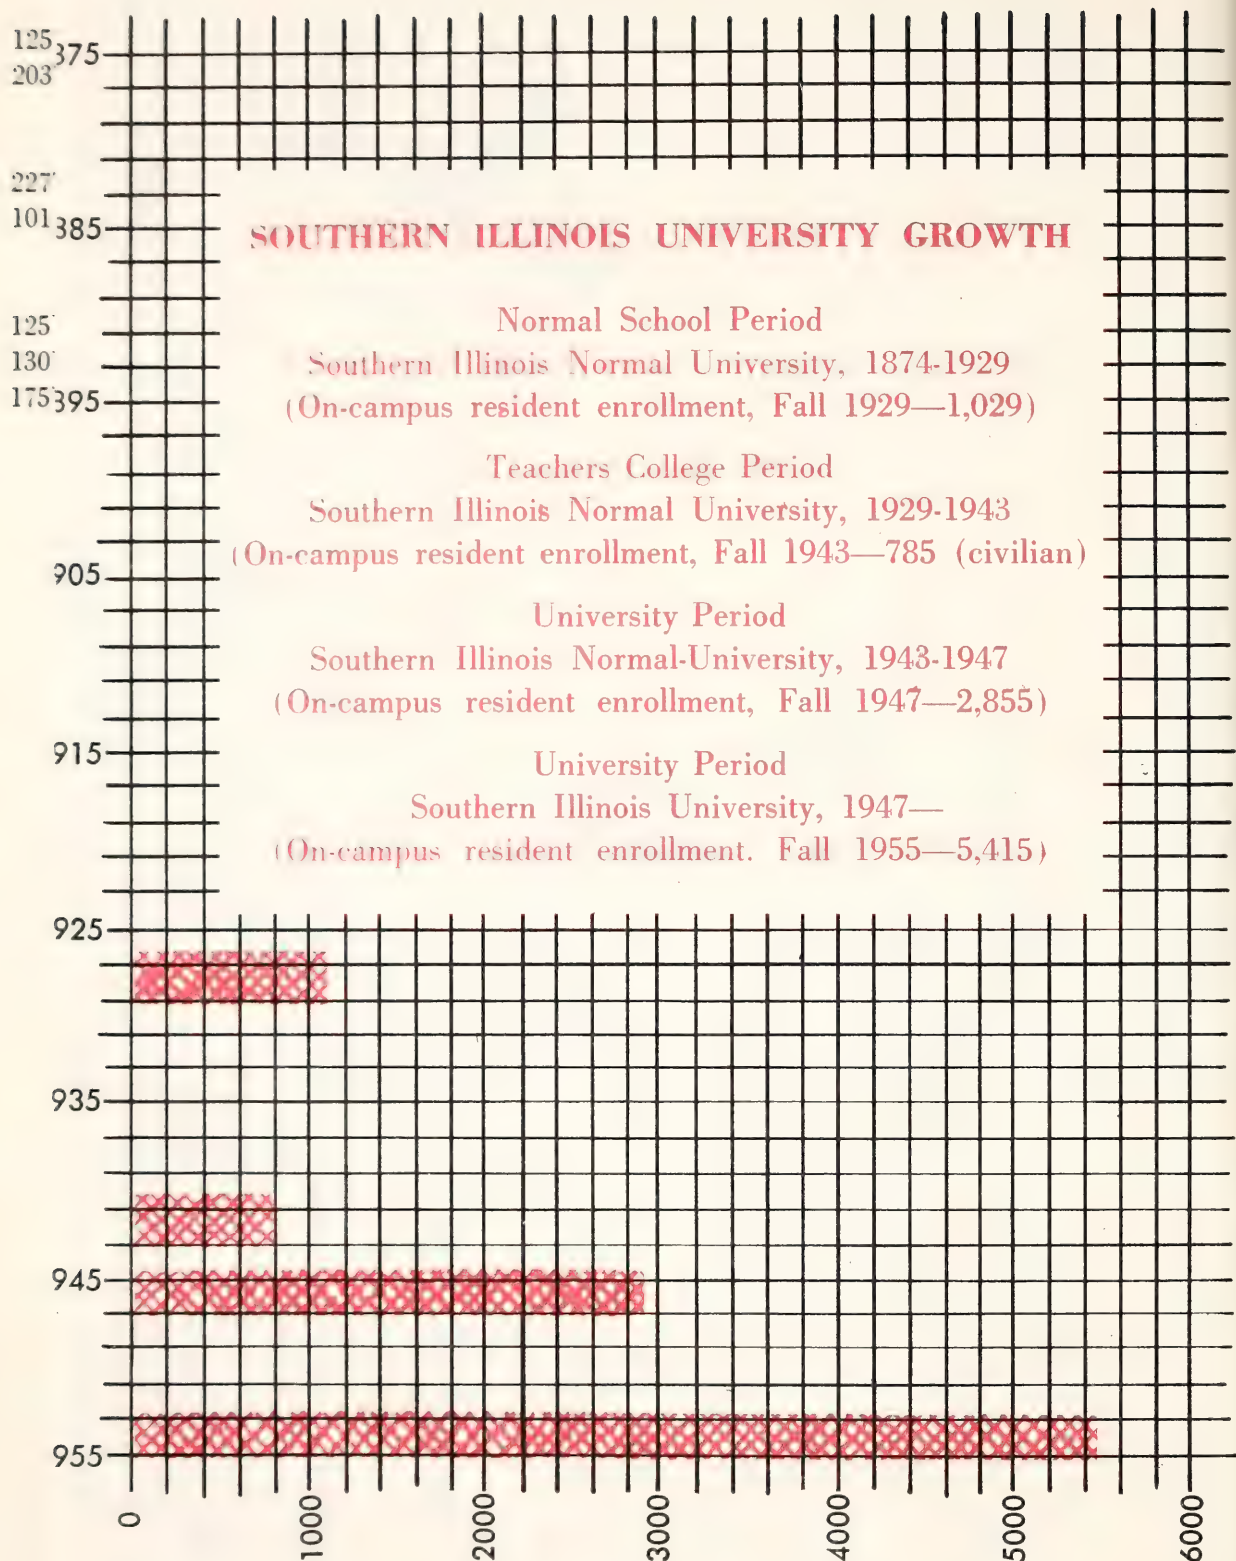 125
375
203
227
101
385
SOUTHERN ILLINOIS UNIVERSITY GROWTH
Normal School Period
125
Southern Illinois Normal University, 1874-1929
130
(On-campus resident enrollment, Fall 1929—1,029)
175
395
Teachers College Period
Southern Illinois Normal University, 1929-1943
(On-campus resident enrollment, Fall 1943—785 (civilian)
905
University Period
Southern Illinois Normal-University, 1943-1947
(On-campus resident enrollment, Fall 1947—2,855)
915
University Period
Southern Illinois University, 1947—
(On-campus resident enrollment. Fall 1955—5,415)
925
935
945
955
0 1000 2000 3000 4000 5000 6000